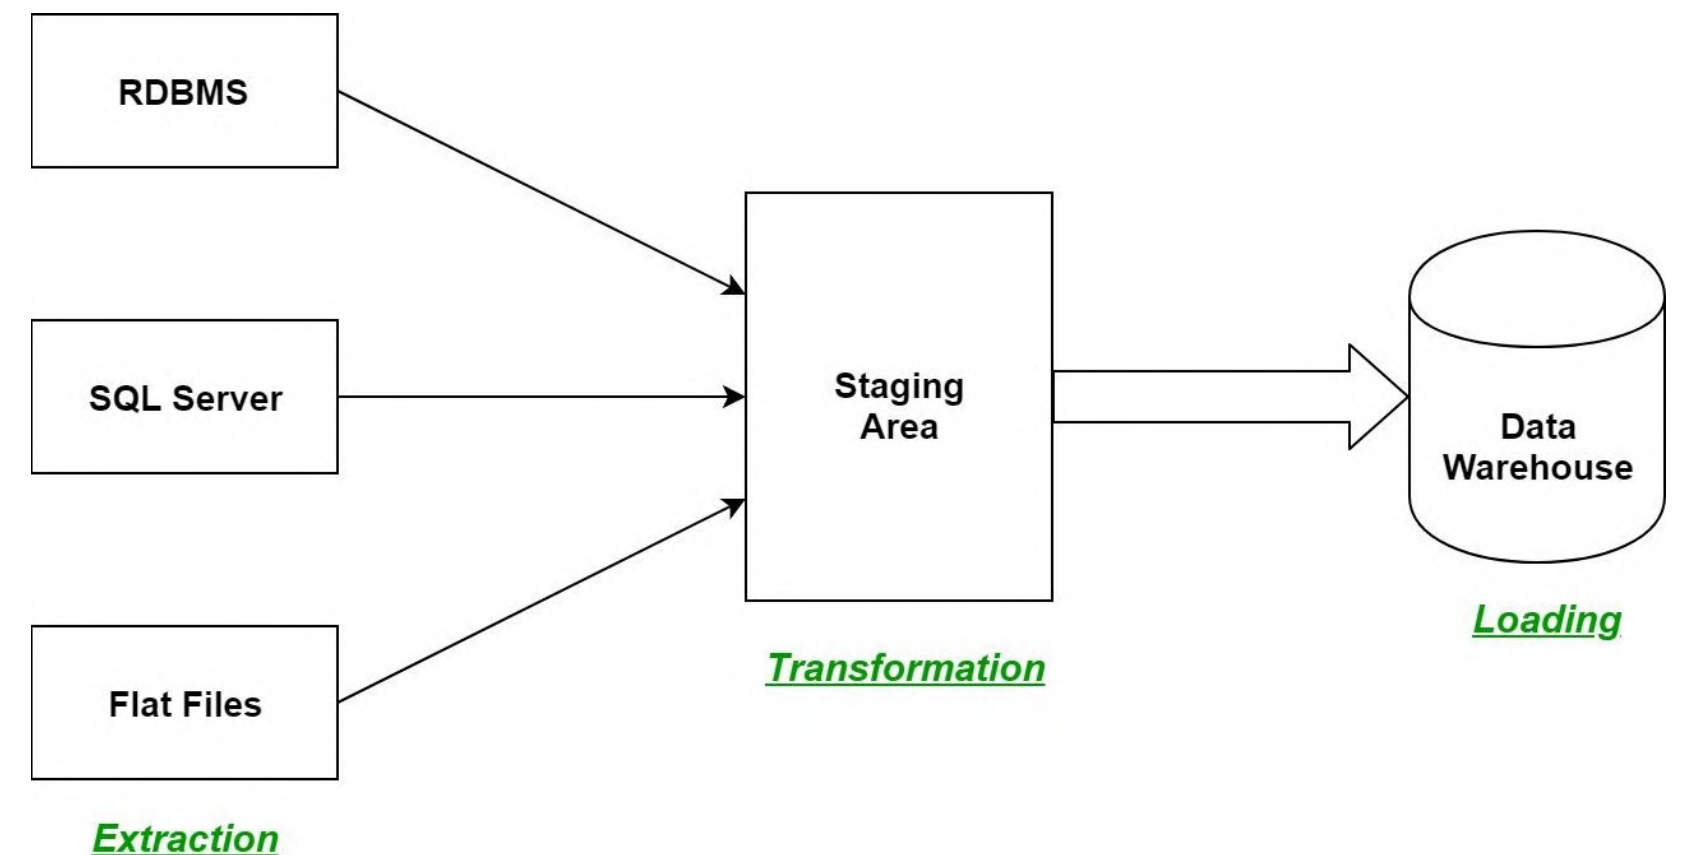 RDBMS
SQL Server
Flat Files
Extraction
Staging
Area
Transformation
Data
Warehouse
Loading